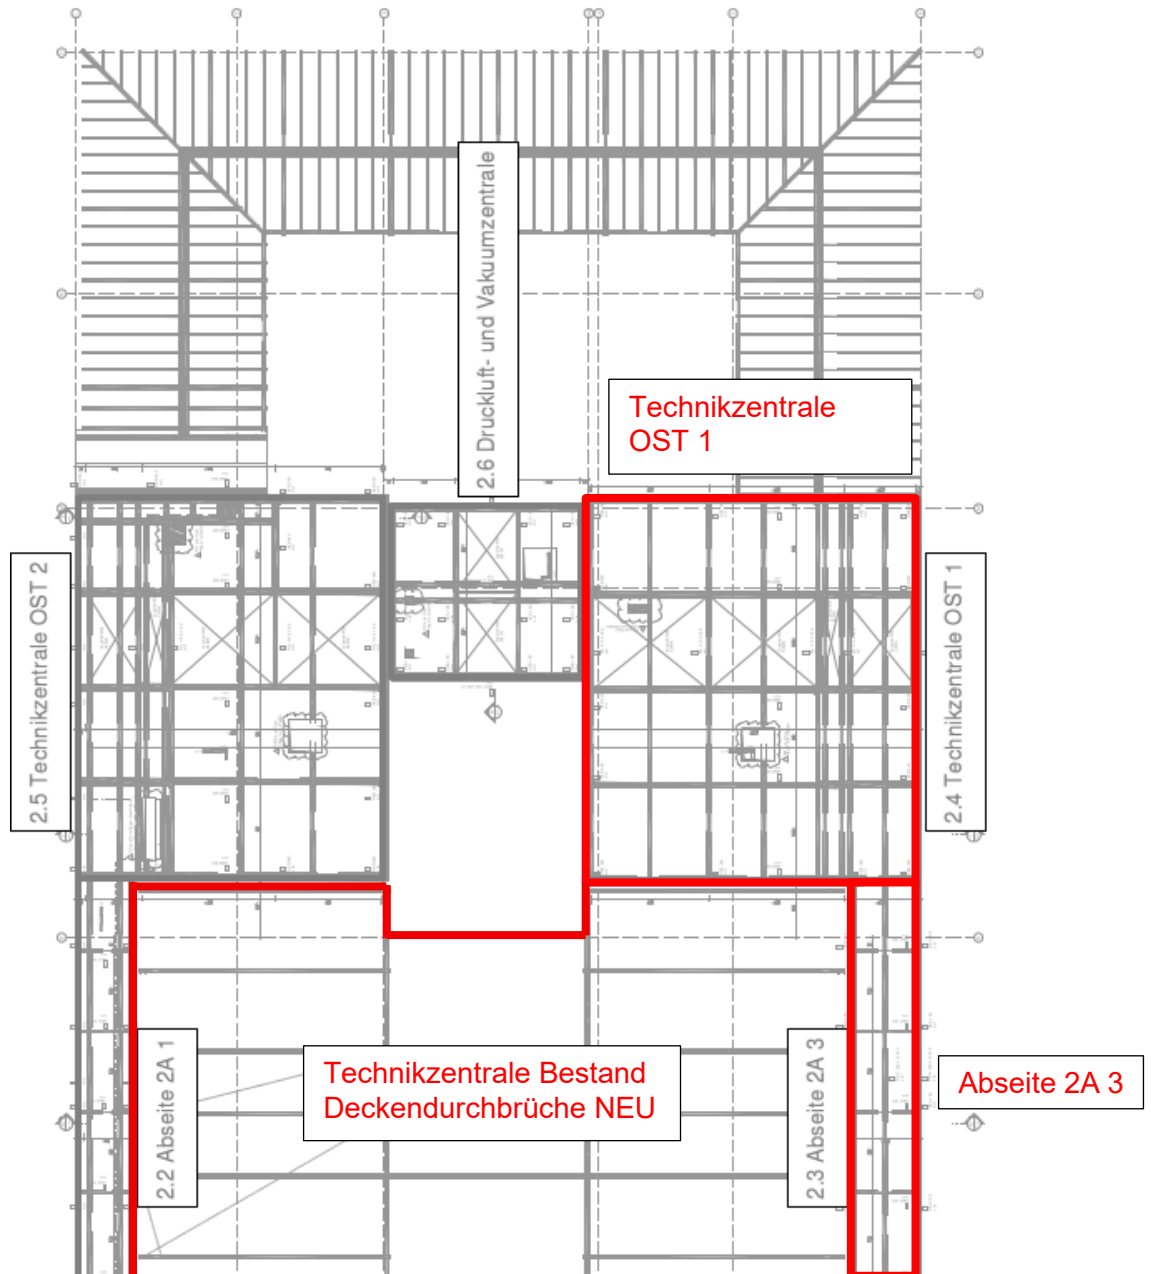 2.6 Druckluft- und Vakuumzentrale
Technikzentrale
OST 1
2.5 Technikzentrale OST 2
2.4 Technikzentrale OST 1
2.2 Abseite 2A 1
Technikzentrale Bestand
Deckendurchbrüche NEU
2.3 Abseite 2A 3
Abseite 2A 3